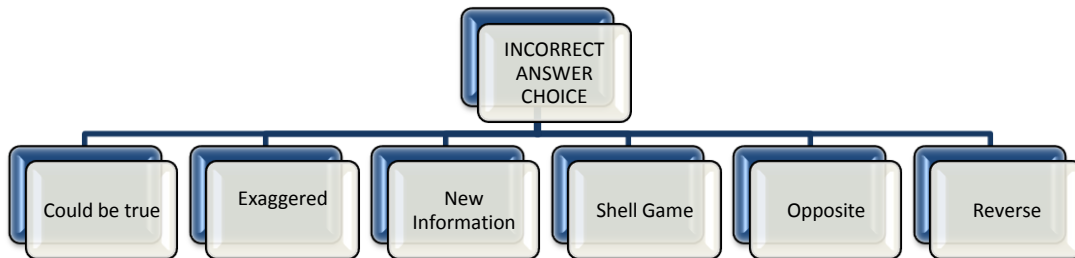 INCORRECT
ANSWER
CHOICE
Could be true
Exaggered
New
Information
Shell Game
Opposite
Reverse